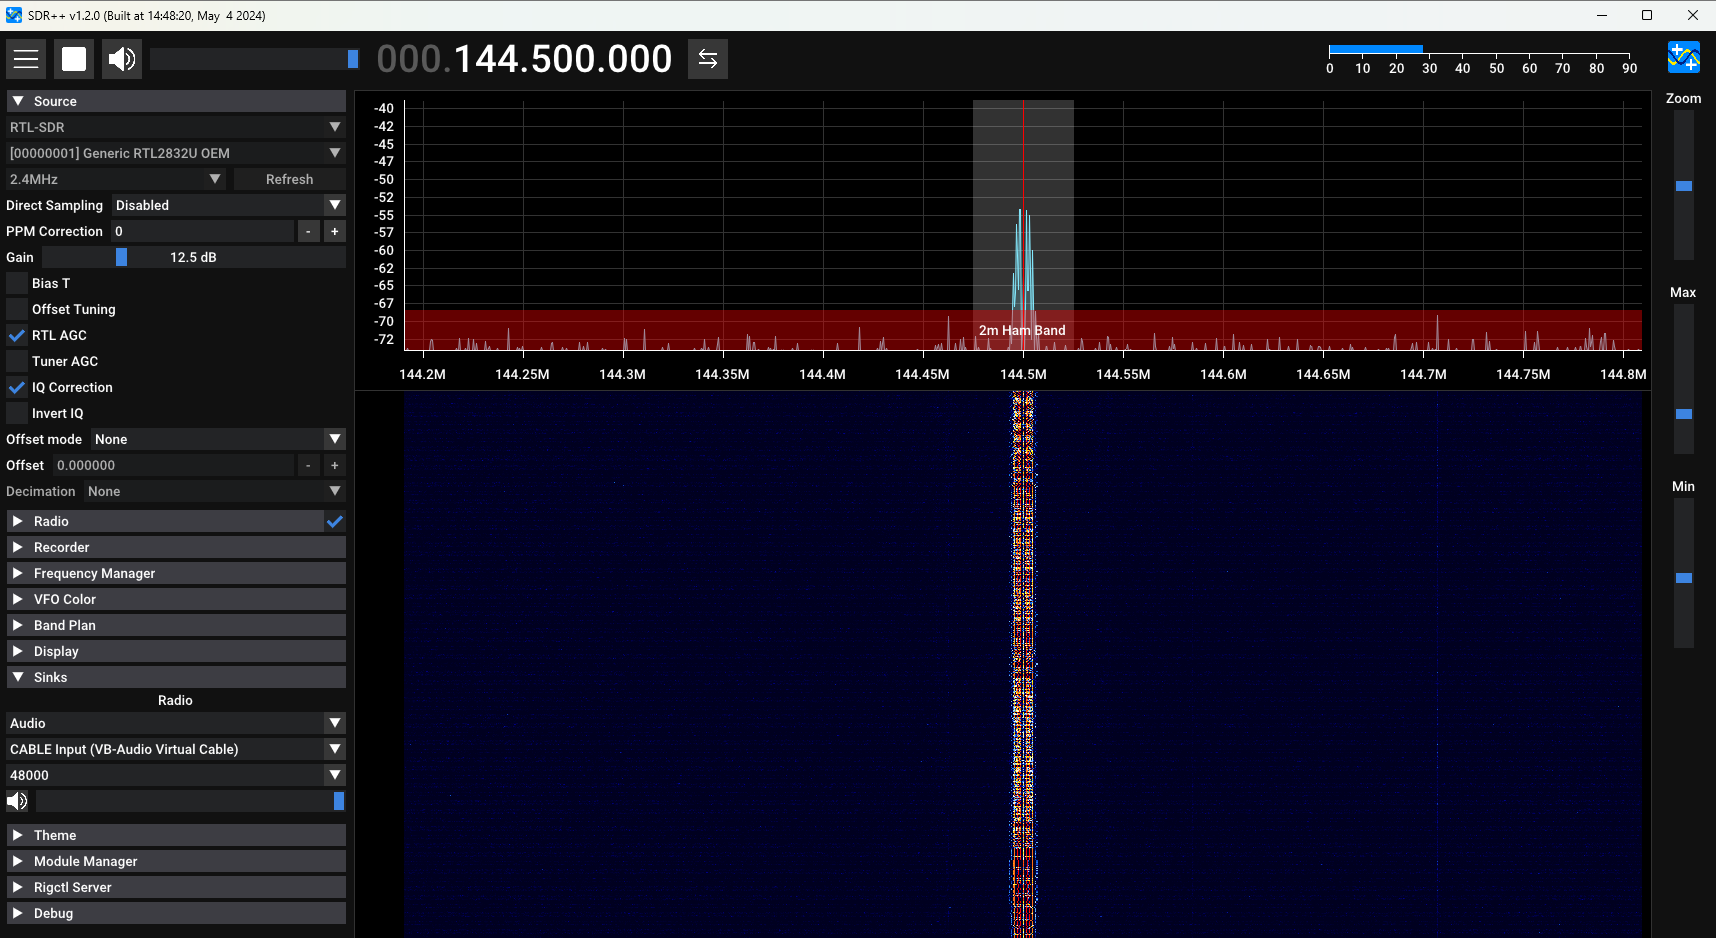 SDR++ v1.2.0 (Built at 14:48:20, May  4 2024)
000.144.500.000
0 10 20 30 40 50 60 70 80 90
Source
RTL-SDR
[00000001] Generic RTL2832U OEM
2.4MHz Refresh
Direct Sampling Disabled
PPM Correction 0 - +
Gain 12.5 dB
Bias T
Offset Tuning
RTL AGC
Tuner AGC
IQ Correction
Invert IQ
Offset mode None
Offset 0.000000 - +
Decimation None
Radio
Recorder
Frequency Manager
VFO Color
Band Plan
Display
Sinks
Radio
Audio
CABLE Input (VB-Audio Virtual Cable)
48000
Theme
Module Manager
Rigctl Server
Debug
-40
-42
-45
-47
-50
-52
-55
-57
-60
-62
-65
-67
-70
-72
2m Ham Band
144.2M 144.25M 144.3M 144.35M 144.4M 144.45M 144.5M 144.55M 144.6M 144.65M 144.7M 144.75M 144.8M
Zoom
Max
Min